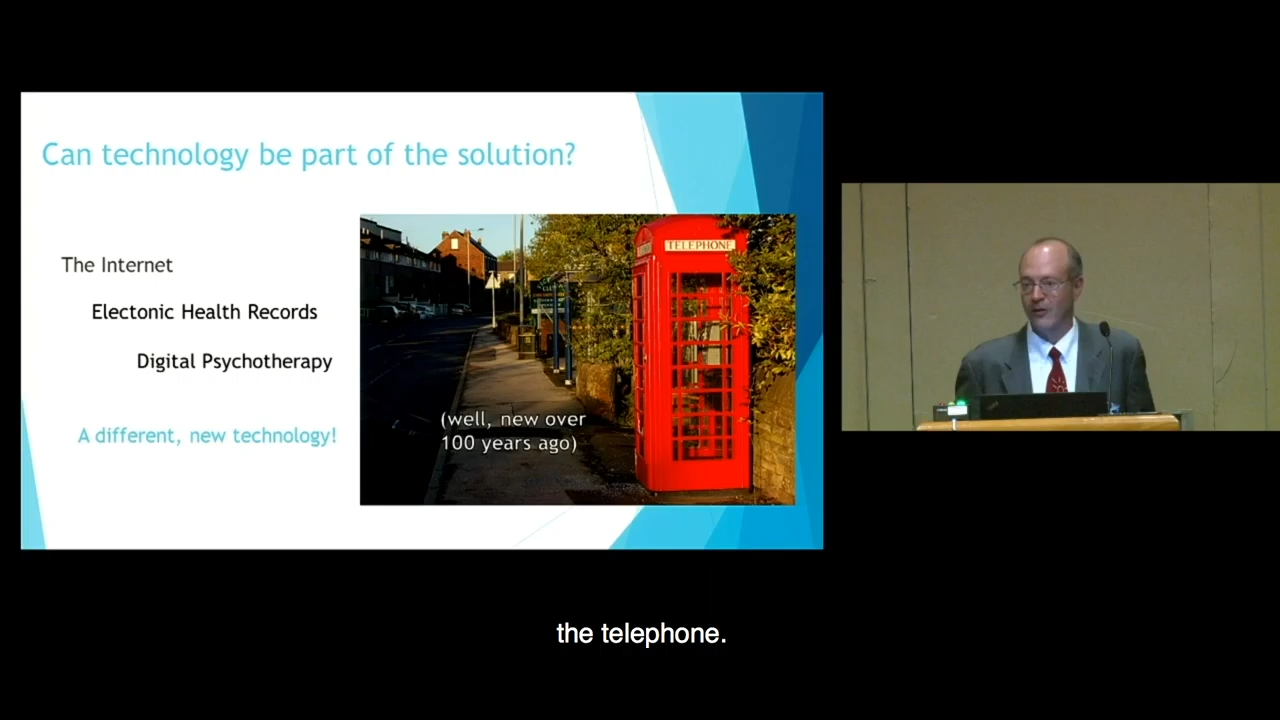 Can technology be part of the solution?
The Internet
Electonic Health Records
Digital Psychotherapy
A different, new technology!
TELEPHONE
(well, new over
100 years ago)
the telephone.